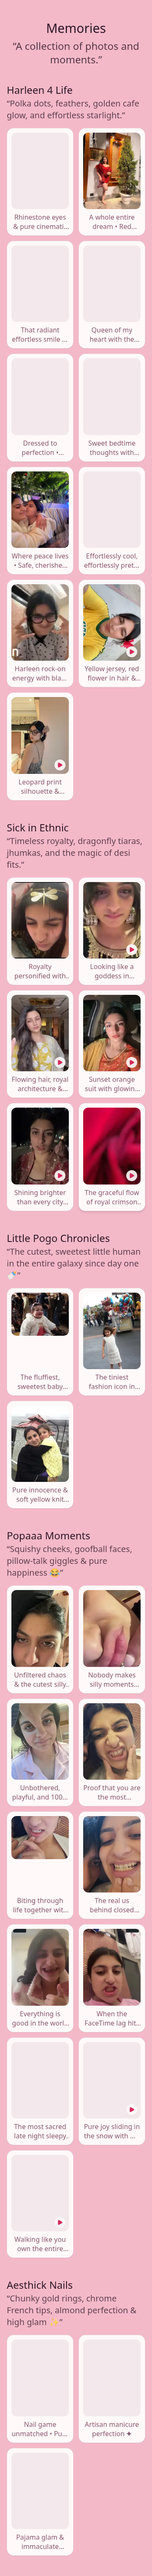 Memories
“A collection of photos and
moments.”
Harleen 4 Life
“Polka dots, feathers, golden cafe
glow, and effortless starlight.”
Rhinestone eyes
& pure cinemati...
A whole entire
dream • Red...
That radiant
effortless smile ...
Queen of my
heart with the...
Dressed to
perfection •...
Sweet bedtime
thoughts with...
Where peace lives
• Safe, cherishe...
Effortlessly cool,
effortlessly pret...
Harleen rock-on
energy with bla...
Yellow jersey, red
flower in hair &...
Leopard print
silhouette &...
Sick in Ethnic
“Timeless royalty, dragonfly tiaras,
jhumkas, and the magic of desi
fits.”
Royalty
personified with...
Looking like a
goddess in...
Flowing hair, royal
architecture &...
Sunset orange
suit with glowin...
Shining brighter
than every city...
The graceful flow
of royal crimson...
Little Pogo Chronicles
“The cutest, sweetest little human
in the entire galaxy since day one
🍼”
The fluffiest,
sweetest baby...
The tiniest
fashion icon in...
Pure innocence &
soft yellow knit...
Popaaa Moments
“Squishy cheeks, goofball faces,
pillow-talk giggles & pure
happiness 😂”
Unfiltered chaos
& the cutest silly...
Nobody makes
silly moments...
Unbothered,
playful, and 100...
Proof that you are
the most...
Biting through
life together wit...
The real us
behind closed...
Everything is
good in the worl...
When the
FaceTime lag hit...
The most sacred
late night sleepy...
Pure joy sliding in
the snow with ...
Walking like you
own the entire...
Aesthick Nails
“Chunky gold rings, chrome
French tips, almond perfection &
high glam 💅”
Nail game
unmatched • Pu...
Artisan manicure
perfection ✦
Pajama glam &
immaculate...